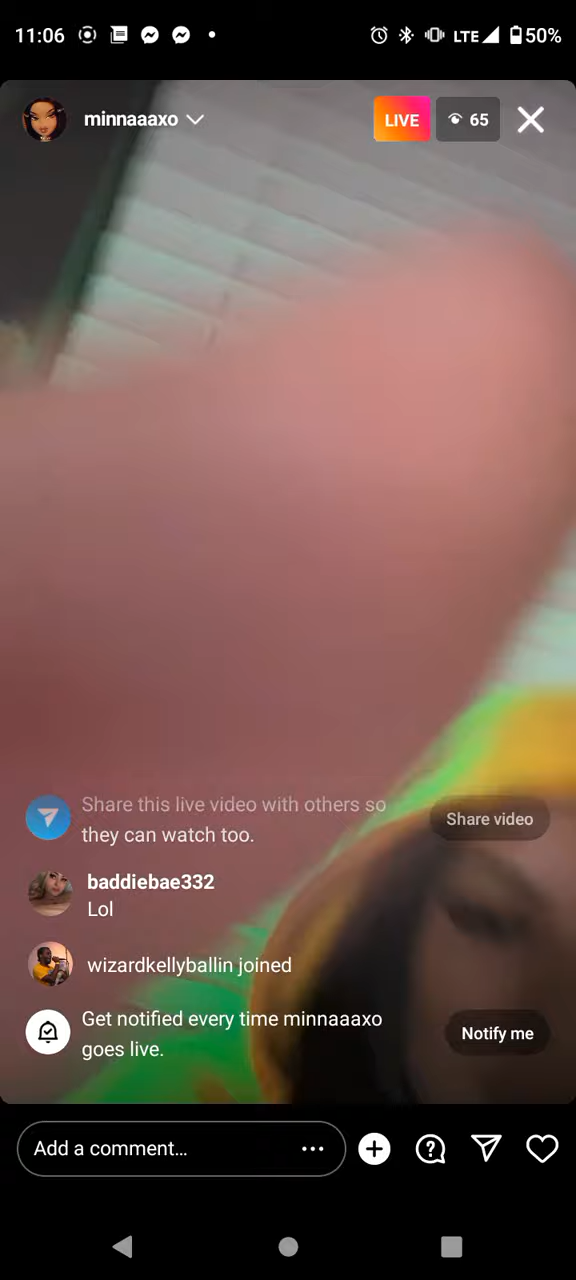 11:06 LTE 50%
minnaaaxo LIVE 65
Share this live video with others so
they can watch too.
Share video
baddiebae332
Lol
wizardkellyballin joined
Get notified every time minnaaaxo
goes live.
Notify me
Add a comment...